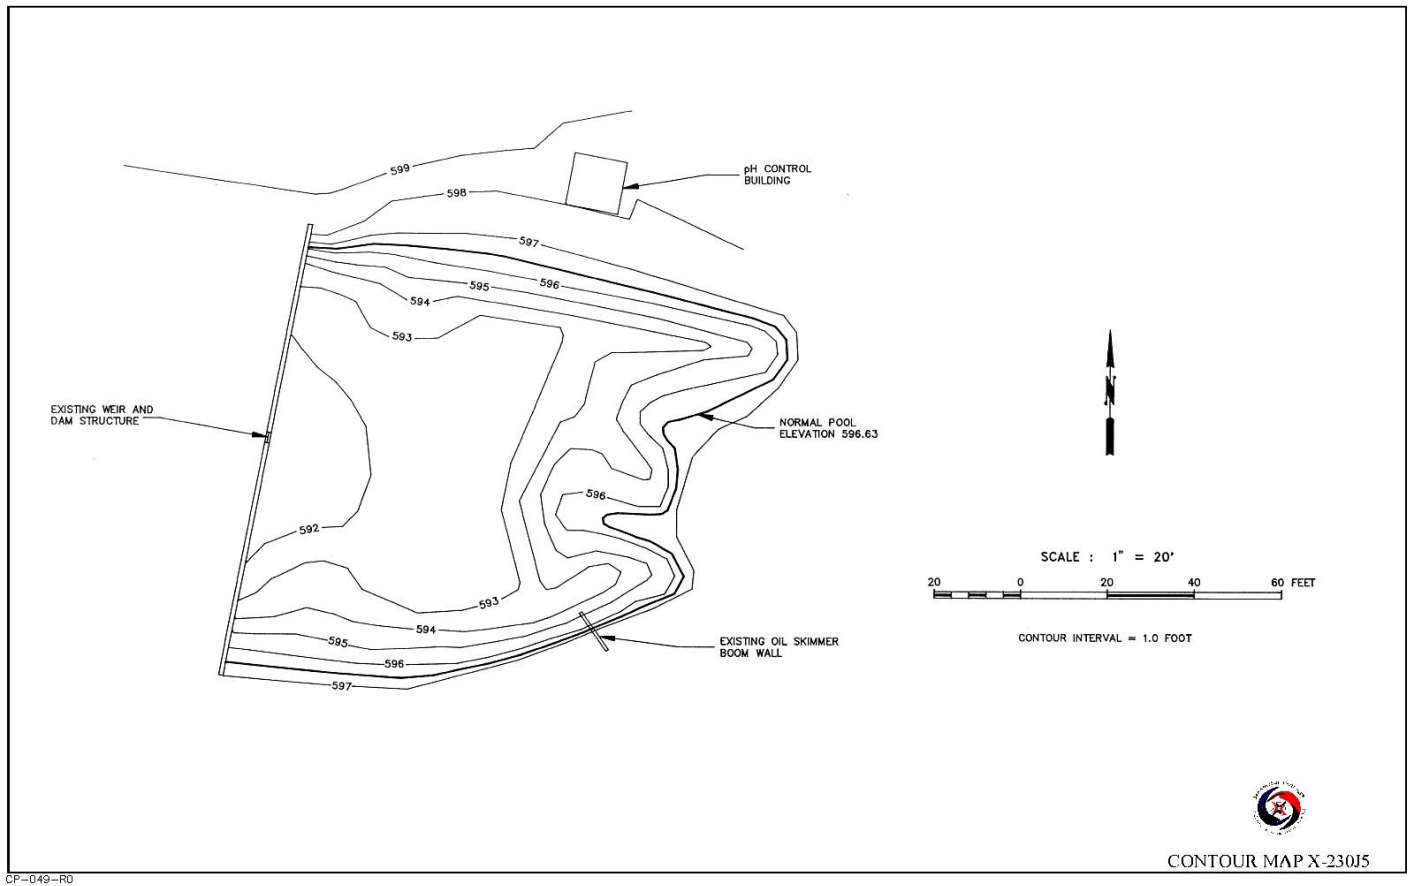 599
598
pH CONTROL
BUILDING
597
596
595
594
593
EXISTING WEIR AND
DAM STRUCTURE
NORMAL POOL
ELEVATION 596.63
N
596
592
SCALE : 1" = 20'
20 0 20 40 60 FEET
593
594
CONTOUR INTERVAL = 1.0 FOOT
595
EXISTING OIL SKIMMER
BOOM WALL
596
597
CONTOUR MAP X-230J5
CP-049-R0